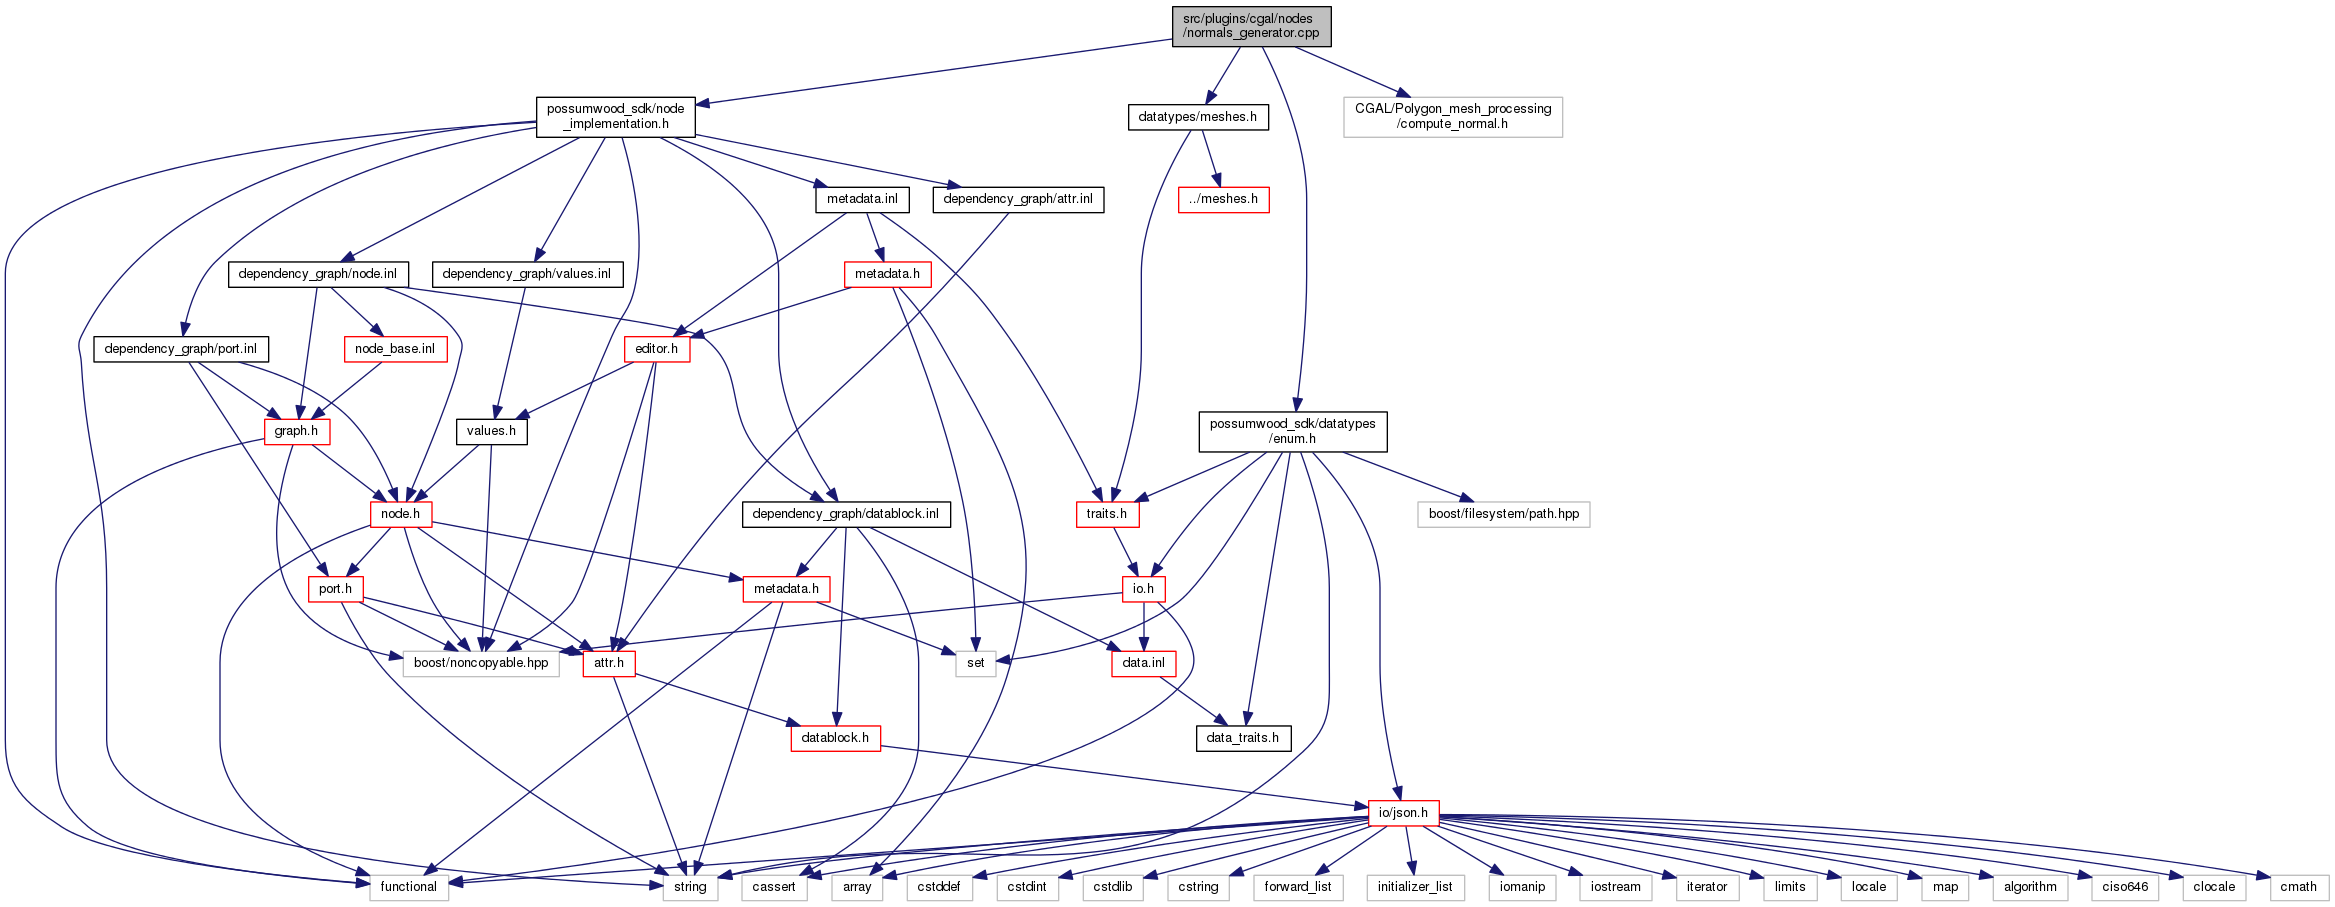 src/plugins/cgal/nodes
/normals_generator.cpp
possumwood_sdk/node
_implementation.h
datatypes/meshes.h
CGAL/Polygon_mesh_processing
/compute_normal.h
metadata.inl
dependency_graph/attr.inl
../meshes.h
dependency_graph/node.inl
dependency_graph/values.inl
metadata.h
dependency_graph/port.inl
node_base.inl
editor.h
graph.h
values.h
possumwood_sdk/datatypes
/enum.h
node.h
dependency_graph/datablock.inl
traits.h
boost/filesystem/path.hpp
port.h
metadata.h
io.h
boost/noncopyable.hpp
attr.h
set
data.inl
datablock.h
data_traits.h
io/json.h
functional
string
cassert
array
cstddef
cstdint
cstdlib
cstring
forward_list
initializer_list
iomanip
iostream
iterator
limits
locale
map
algorithm
ciso646
clocale
cmath